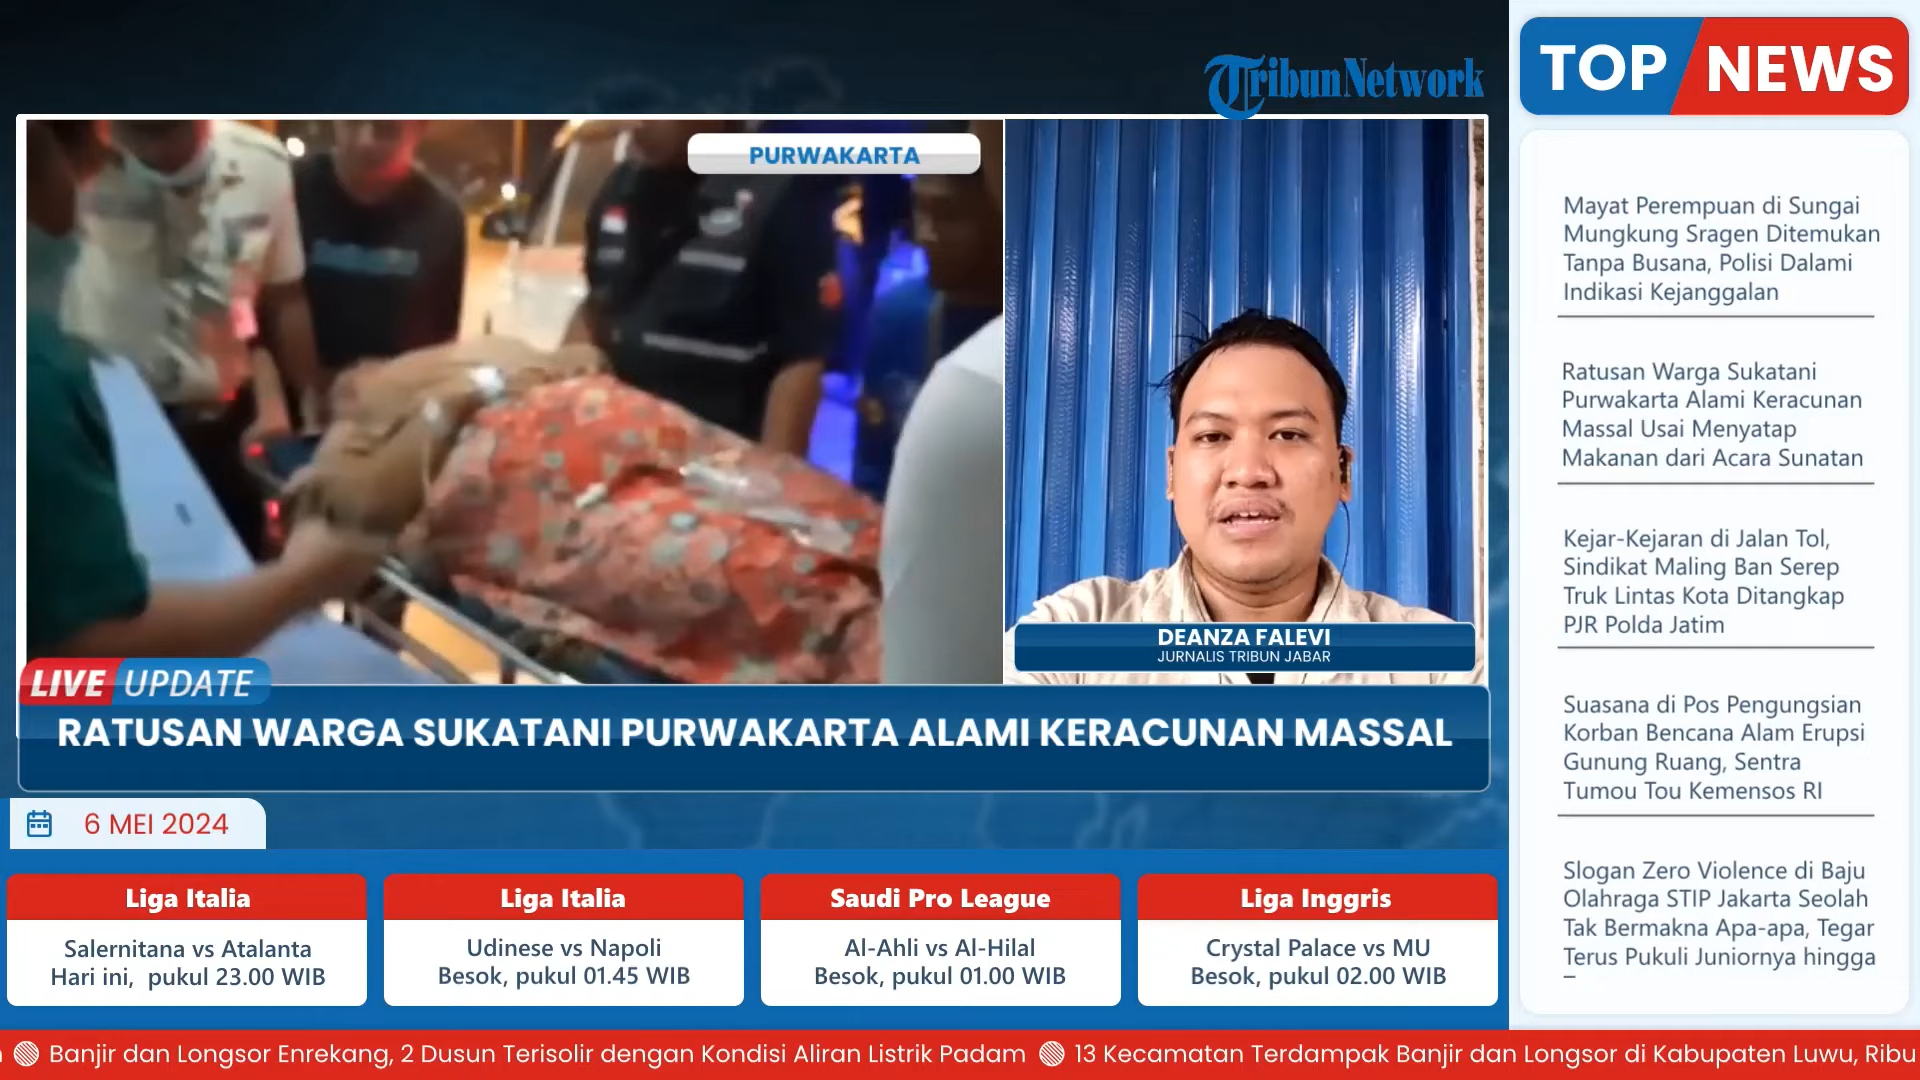 TribunNetwork
PURWAKARTA
DEANZA FALEVI
JURNALIS TRIBUN JABAR
LIVE UPDATE
RATUSAN WARGA SUKATANI PURWAKARTA ALAMI KERACUNAN MASSAL
6 MEI 2024
Liga Italia
Salernitana vs Atalanta
Hari ini, pukul 23.00 WIB
Liga Italia
Udinese vs Napoli
Besok, pukul 01.45 WIB
Saudi Pro League
Al-Ahli vs Al-Hilal
Besok, pukul 01.00 WIB
Liga Inggris
Crystal Palace vs MU
Besok, pukul 02.00 WIB
TOP NEWS
Mayat Perempuan di Sungai
Mungkung Sragen Ditemukan
Tanpa Busana, Polisi Dalami
Indikasi Kejanggalan
Ratusan Warga Sukatani
Purwakarta Alami Keracunan
Massal Usai Menyatap
Makanan dari Acara Sunatan
Kejar-Kejaran di Jalan Tol,
Sindikat Maling Ban Serep
Truk Lintas Kota Ditangkap
PJR Polda Jatim
Suasana di Pos Pengungsian
Korban Bencana Alam Erupsi
Gunung Ruang, Sentra
Tumou Tou Kemensos RI
Slogan Zero Violence di Baju
Olahraga STIP Jakarta Seolah
Tak Bermakna Apa-apa, Tegar
Terus Pukuli Juniornya hingga
Banjir dan Longsor Enrekang, 2 Dusun Terisolir dengan Kondisi Aliran Listrik Padam 13 Kecamatan Terdampak Banjir dan Longsor di Kabupaten Luwu, Ribu